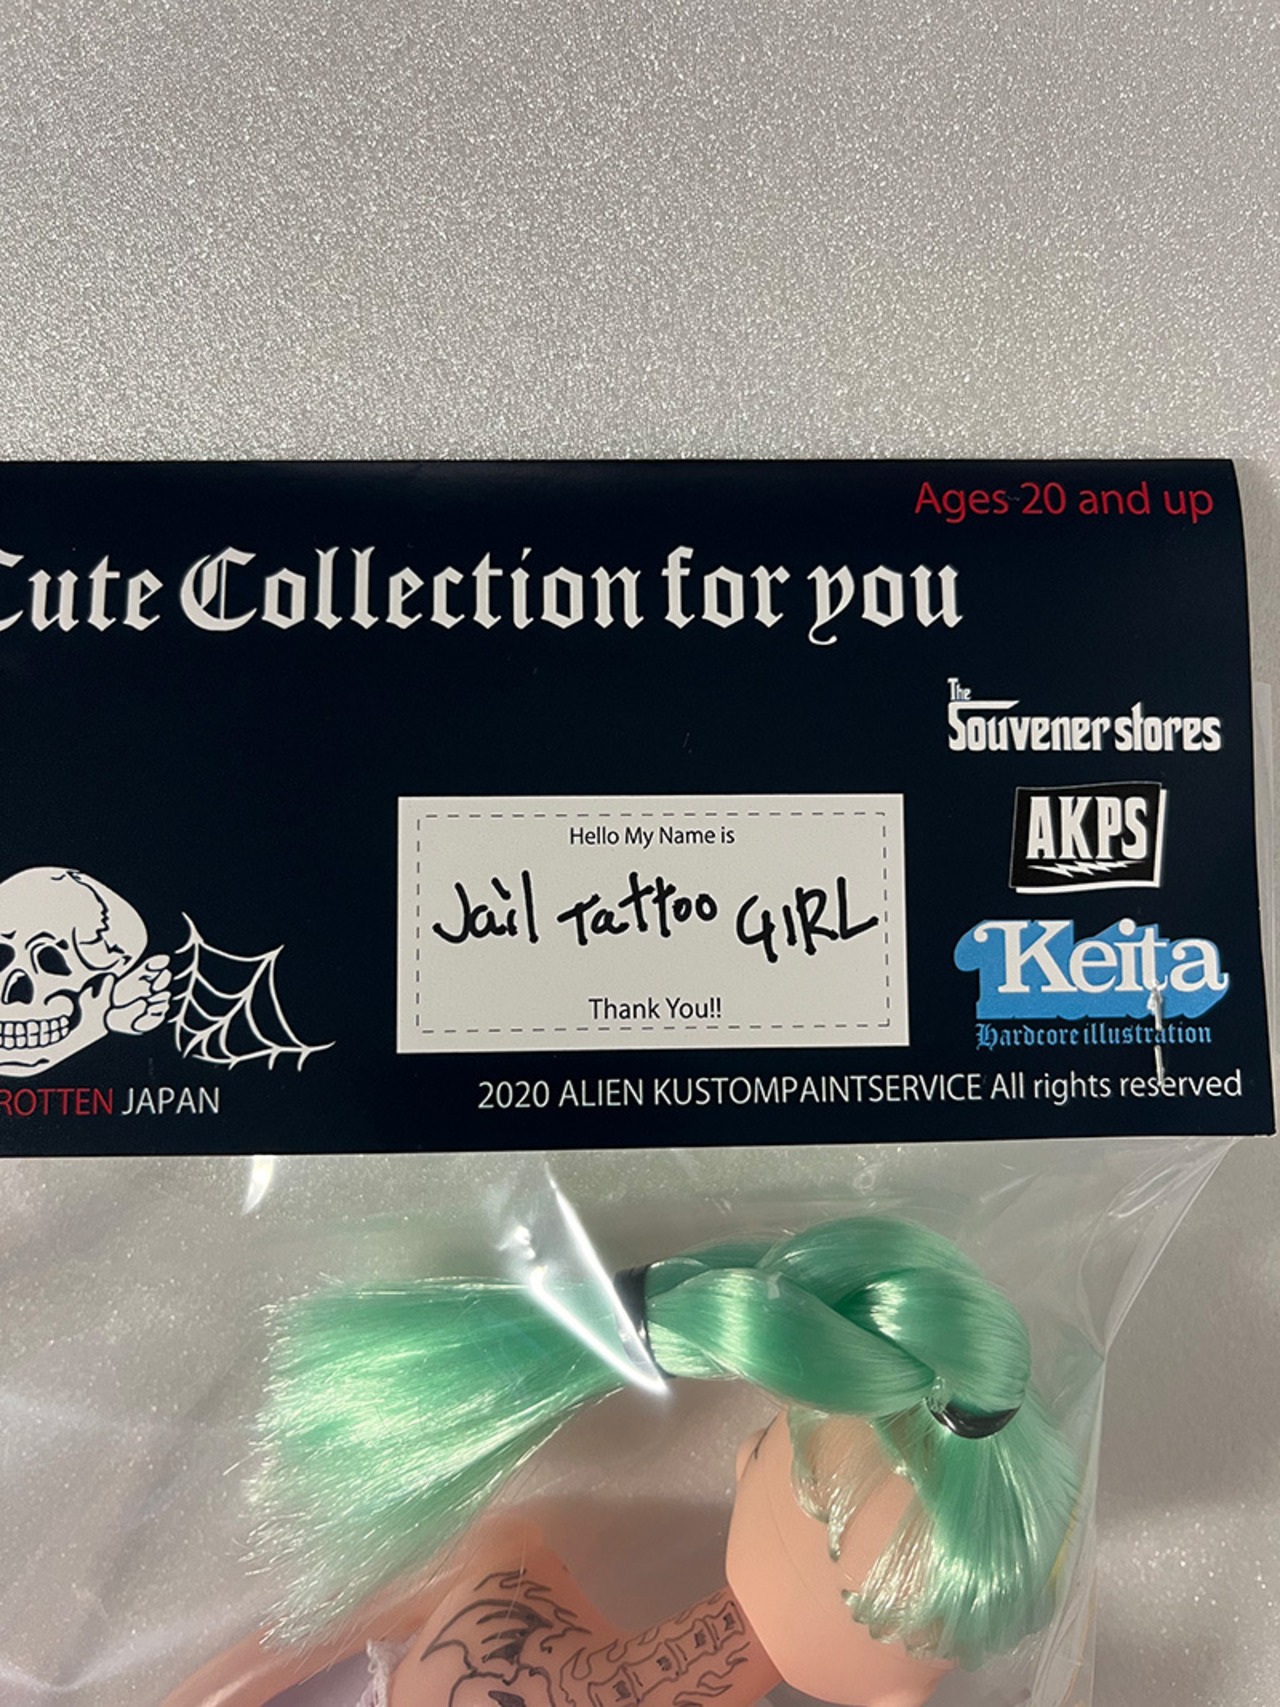 Ages 20 and up
Cute Collection for you
The
Souvener stores
AKPS
Hello My Name is
Jail Tattoo GIRL
Thank You!!
Keita
Hardcore illustration
ROTTEN JAPAN
2020 ALIEN KUSTOMPAINTSERVICE All rights reserved